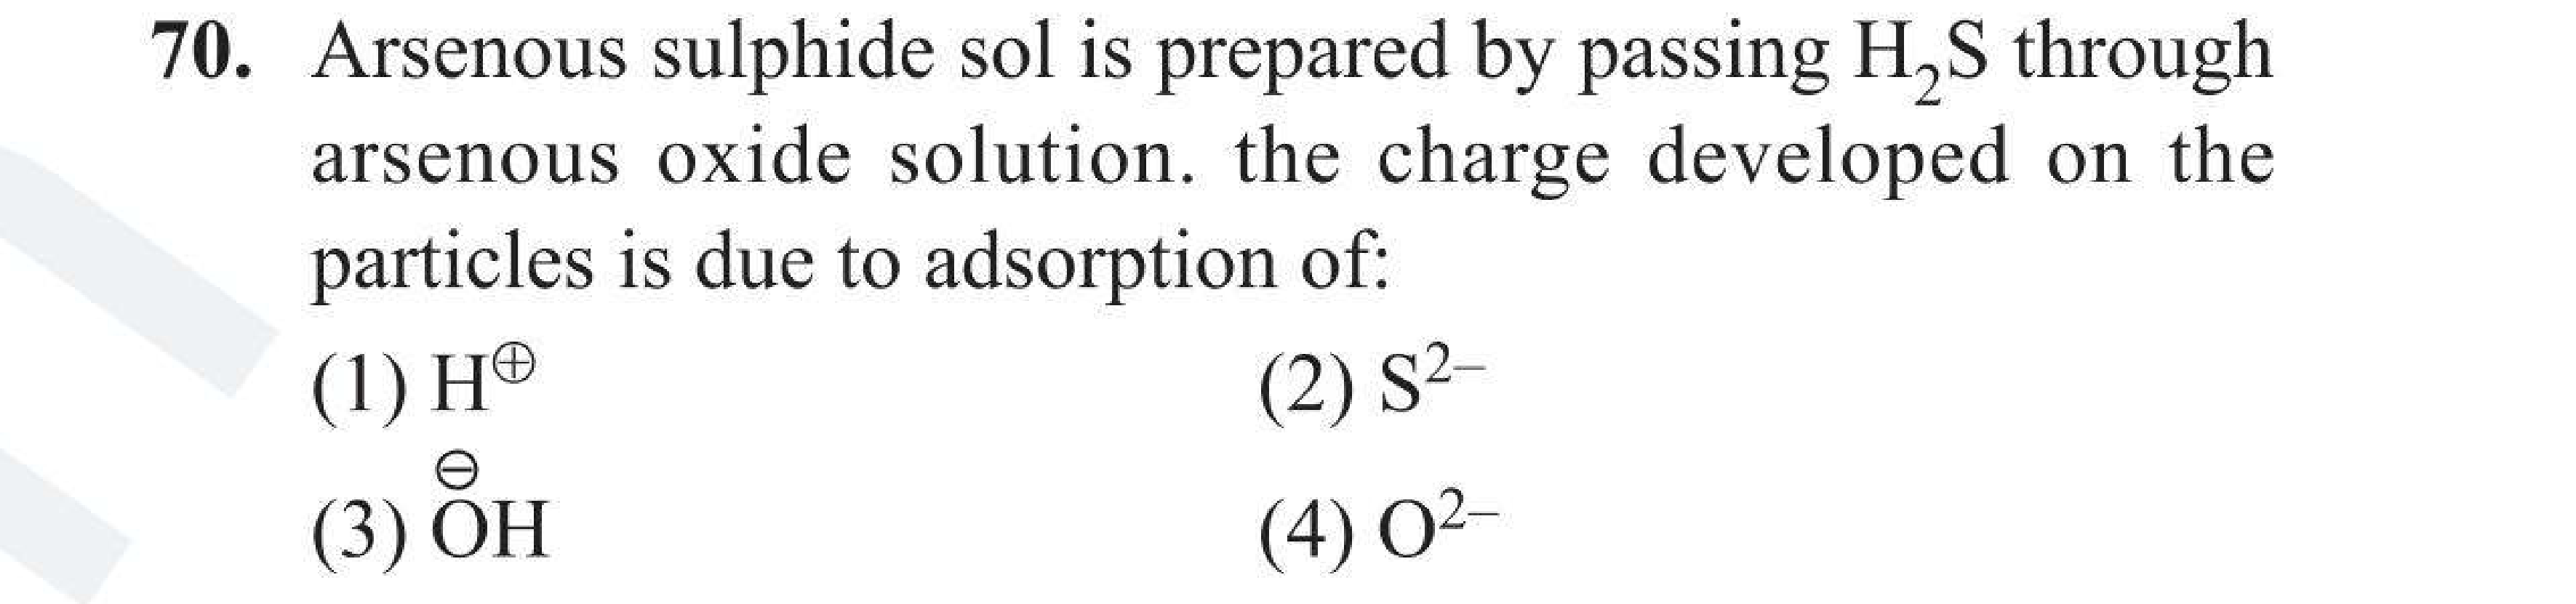 70. Arsenous sulphide sol is prepared by passing H₂S through
arsenous oxide solution. the charge developed on the
particles is due to adsorption of:
(1) H⊕ (2) S²⁻
(3) ⊖OH (4) O²⁻